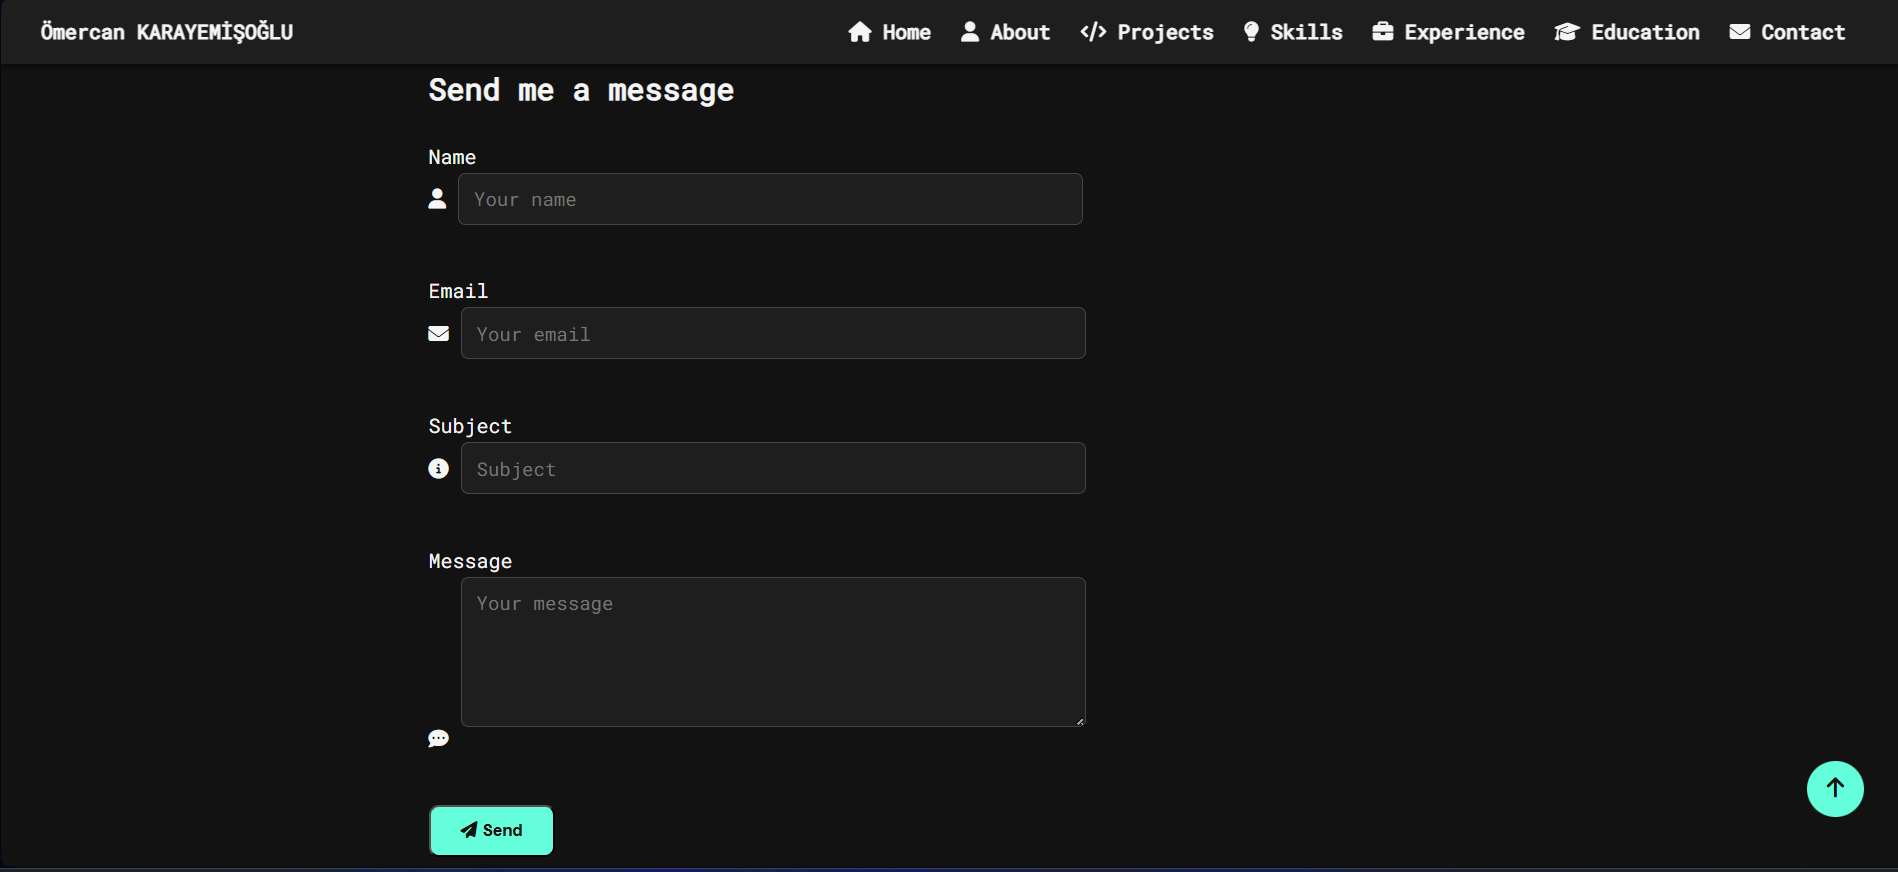 Ömercan KARAYEMİŞOĞLU
Home About Projects Skills Experience Education Contact
Send me a message
Name
Your name
Email
Your email
Subject
Subject
Message
Your message
Send